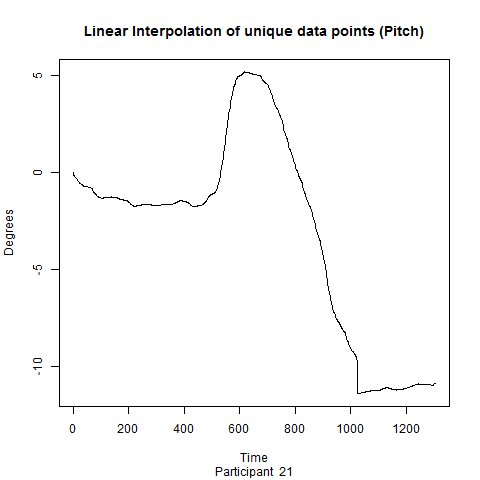 Linear Interpolation of unique data points (Pitch)
Degrees
5
0
-5
-10
0 200 400 600 800 1000 1200
Time
Participant 21